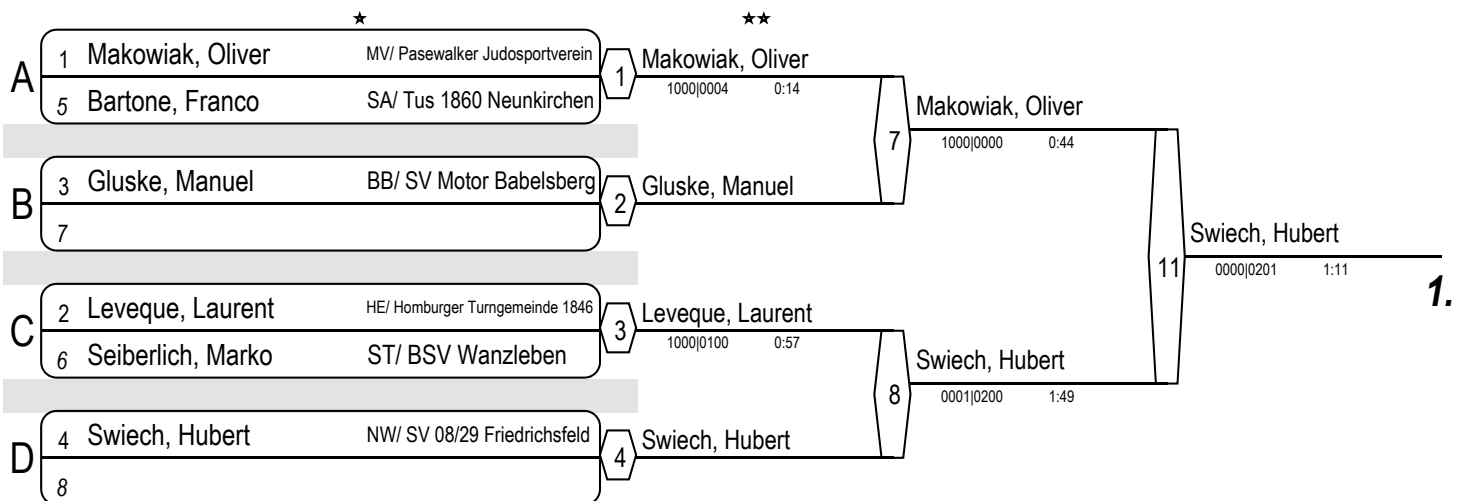 ★ ★★
A 1 Makowiak, Oliver MV/ Pasewalker Judosportverein 1 Makowiak, Oliver
5 Bartone, Franco SA/ Tus 1860 Neunkirchen 1000|0004 0:14
7 Makowiak, Oliver
1000|0000 0:44
B 3 Gluske, Manuel BB/ SV Motor Babelsberg 2 Gluske, Manuel
7
11 Swiech, Hubert
0000|0201 1:11
1.
C 2 Leveque, Laurent HE/ Homburger Turngemeinde 1846 3 Leveque, Laurent
6 Seiberlich, Marko ST/ BSV Wanzleben 1000|0100 0:57
8 Swiech, Hubert
0001|0200 1:49
D 4 Swiech, Hubert NW/ SV 08/29 Friedrichsfeld 4 Swiech, Hubert
8